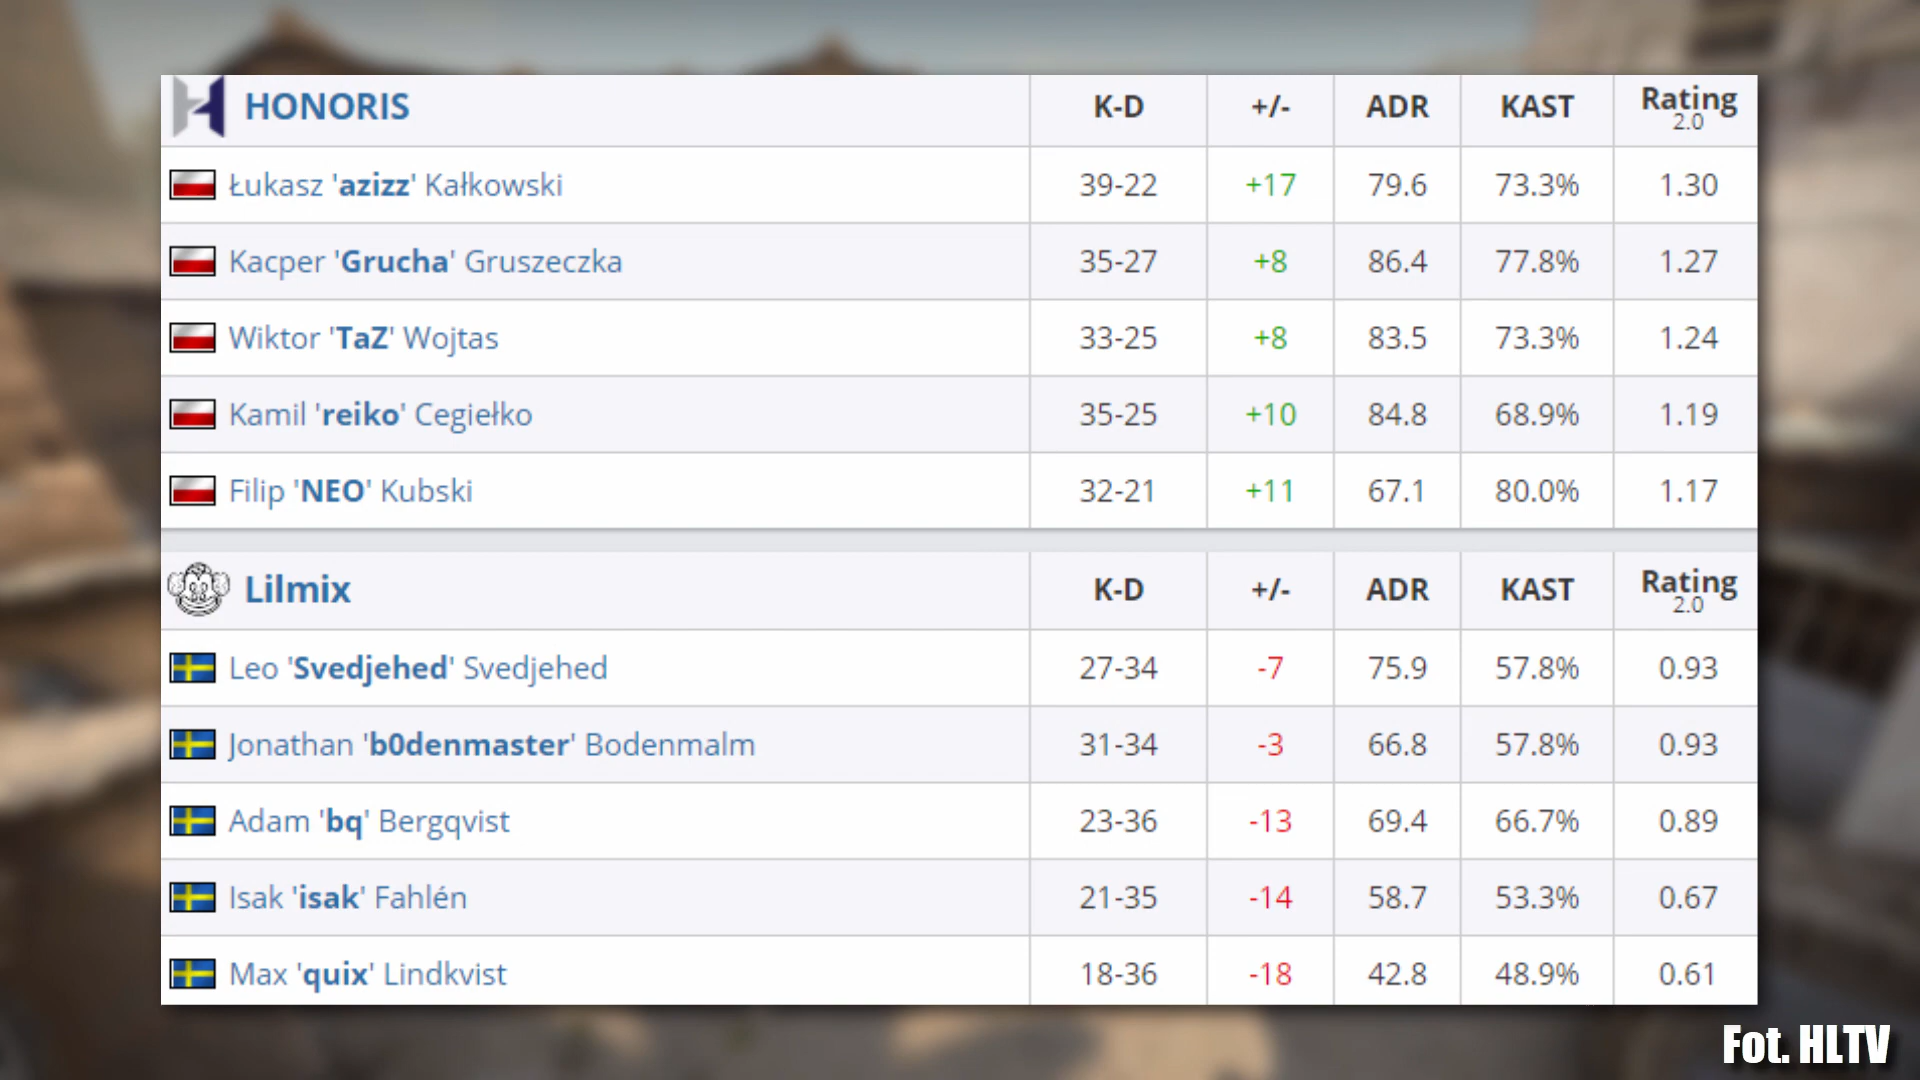 HONORIS K-D +/- ADR KAST Rating 2.0
Łukasz 'azizz' Kałkowski 39-22 +17 79.6 73.3% 1.30
Kacper 'Grucha' Gruszeczka 35-27 +8 86.4 77.8% 1.27
Wiktor 'TaZ' Wojtas 33-25 +8 83.5 73.3% 1.24
Kamil 'reiko' Cegiełko 35-25 +10 84.8 68.9% 1.19
Filip 'NEO' Kubski 32-21 +11 67.1 80.0% 1.17
Lilmix K-D +/- ADR KAST Rating 2.0
Leo 'Svedjehed' Svedjehed 27-34 -7 75.9 57.8% 0.93
Jonathan 'b0denmaster' Bodenmalm 31-34 -3 66.8 57.8% 0.93
Adam 'bq' Bergqvist 23-36 -13 69.4 66.7% 0.89
Isak 'isak' Fahlén 21-35 -14 58.7 53.3% 0.67
Max 'quix' Lindkvist 18-36 -18 42.8 48.9% 0.61
Fot. HLTV